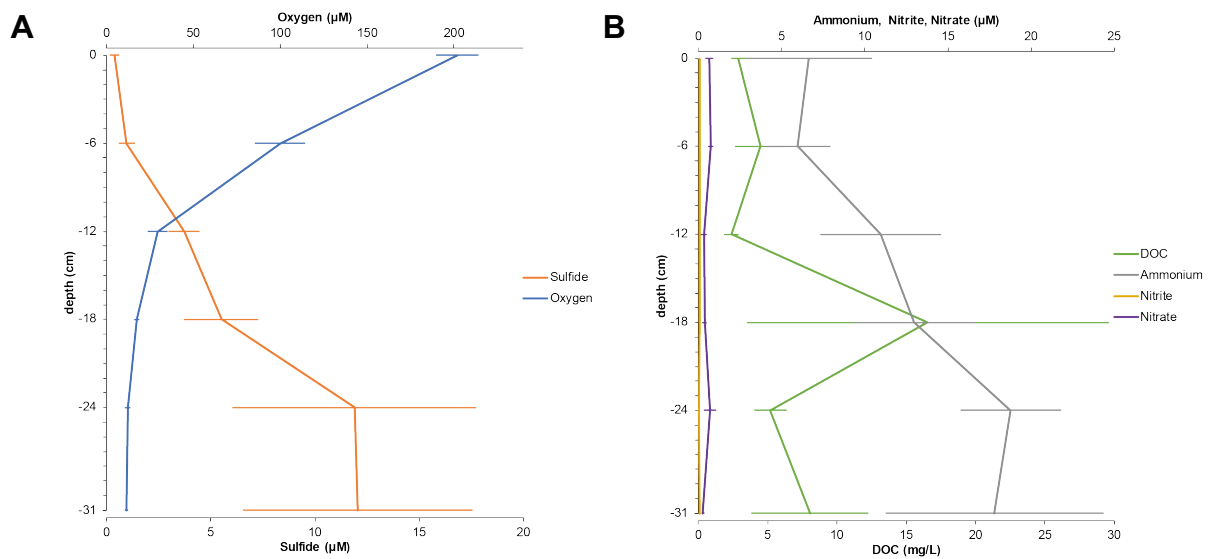 A
Oxygen (µM)
0 50 100 150 200
0
-6
-12
-18
-24
-31
depth (cm)
0 5 10 15 20
Sulfide (µM)
Sulfide
Oxygen
B
Ammonium, Nitrite, Nitrate (µM)
0 5 10 15 20 25
0
-6
-12
-18
-24
-31
depth (cm)
0 5 10 15 20 25 30
DOC (mg/L)
DOC
Ammonium
Nitrite
Nitrate